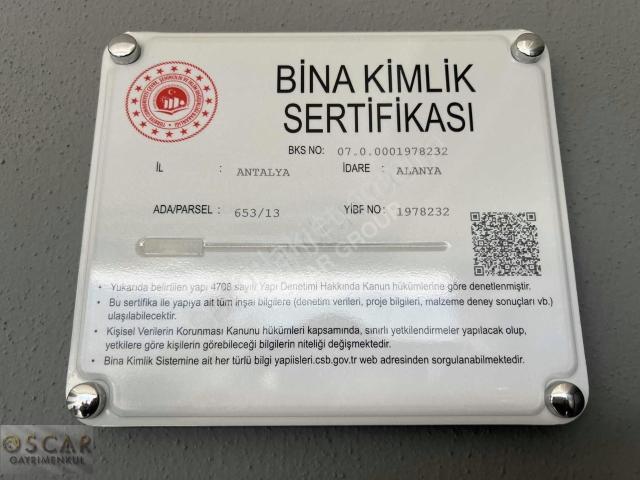 BİNA KİMLİK
SERTİFİKASI
BKS NO: 07.0.0001978232
İL : ANTALYA İDARE : ALANYA
ADA/PARSEL : 653/13 YİBF NO : 1978232
• Yukarıda belirtilen yapı 4708 sayılı Yapı Denetimi Hakkında Kanun hükümlerine göre denetlenmiştir.
• Bu sertifika ile yapıya ait tüm inşai bilgilere (denetim verileri, proje bilgileri, malzeme deney sonuçları vb.)
ulaşılabilecektir.
• Kişisel Verilerin Korunması Kanunu hükümleri kapsamında, sınırlı yetkilendirmeler yapılacak olup,
yetkilere göre kişilerin görebileceği bilgilerin niteliği değişmektedir.
• Bina Kimlik Sistemine ait her türlü bilgi yapiisleri.csb.gov.tr web adresinden sorgulanabilmektedir.
OSCAR
GAYRİMENKUL